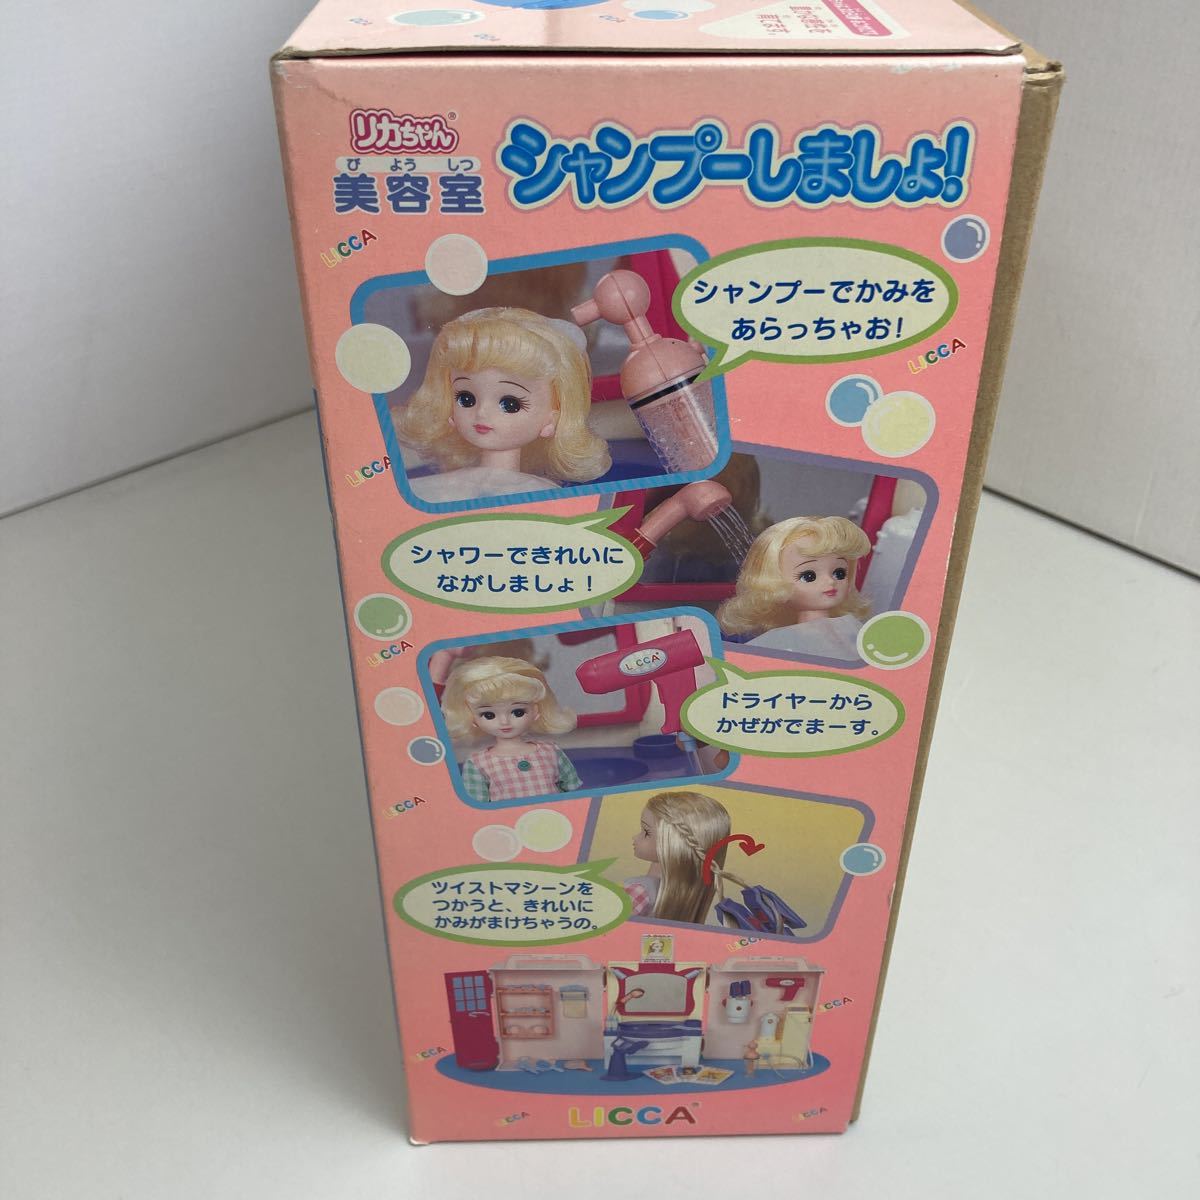 リカちゃん®
びようしつ
美容室
シャンプーしましょ!
LICCA
シャンプーでかみを
あらっちゃお!
LICCA
LICCA
シャワーできれいに
ながしましょ!
LICCA
LICCA
ドライヤーから
かぜがでまーす。
LICCA
ツイストマシーンを
つかうと、きれいに
かみがまけちゃうの。
LICCA
LICCA
LICCA
LICCA
LICCA
LICCA